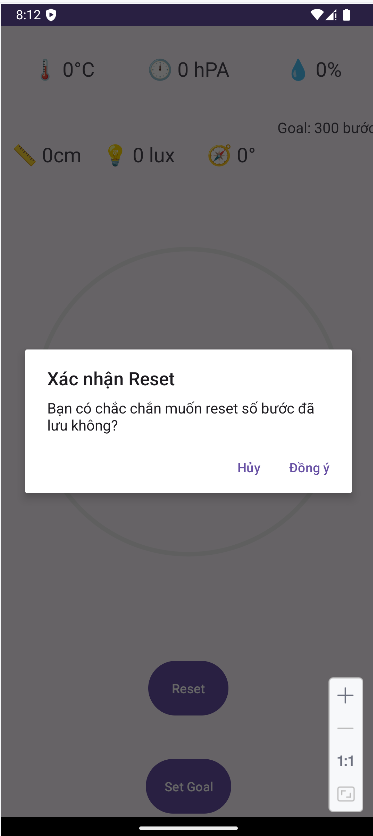 8:12
0°C 0 hPA 0%
Goal: 300 bước
0cm 0 lux 0°
Xác nhận Reset
Bạn có chắc chắn muốn reset số bước đã
lưu không?
Hủy Đồng ý
Reset
Set Goal
1:1